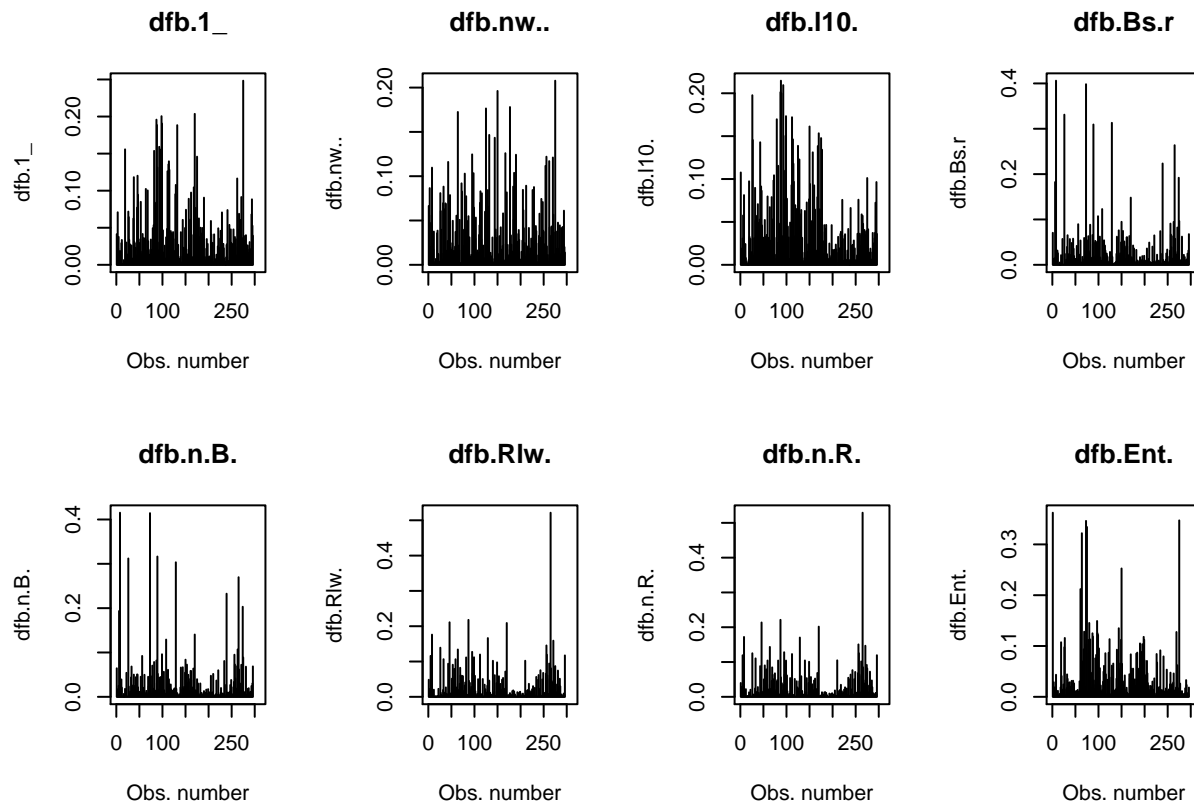 dfb.1_ dfb.nw.. dfb.l10. dfb.Bs.r
dfb.1_
0.00 0.10 0.20
0 100 250
Obs. number
dfb.nw..
0.00 0.10 0.20
0 100 250
Obs. number
dfb.l10.
0.00 0.10 0.20
0 100 250
Obs. number
dfb.Bs.r
0.0 0.2 0.4
0 100 250
Obs. number
dfb.n.B. dfb.Rlw. dfb.n.R. dfb.Ent.
dfb.n.B.
0.0 0.2 0.4
0 100 250
Obs. number
dfb.Rlw.
0.0 0.2 0.4
0 100 250
Obs. number
dfb.n.R.
0.0 0.2 0.4
0 100 250
Obs. number
dfb.Ent.
0.0 0.1 0.2 0.3
0 100 250
Obs. number